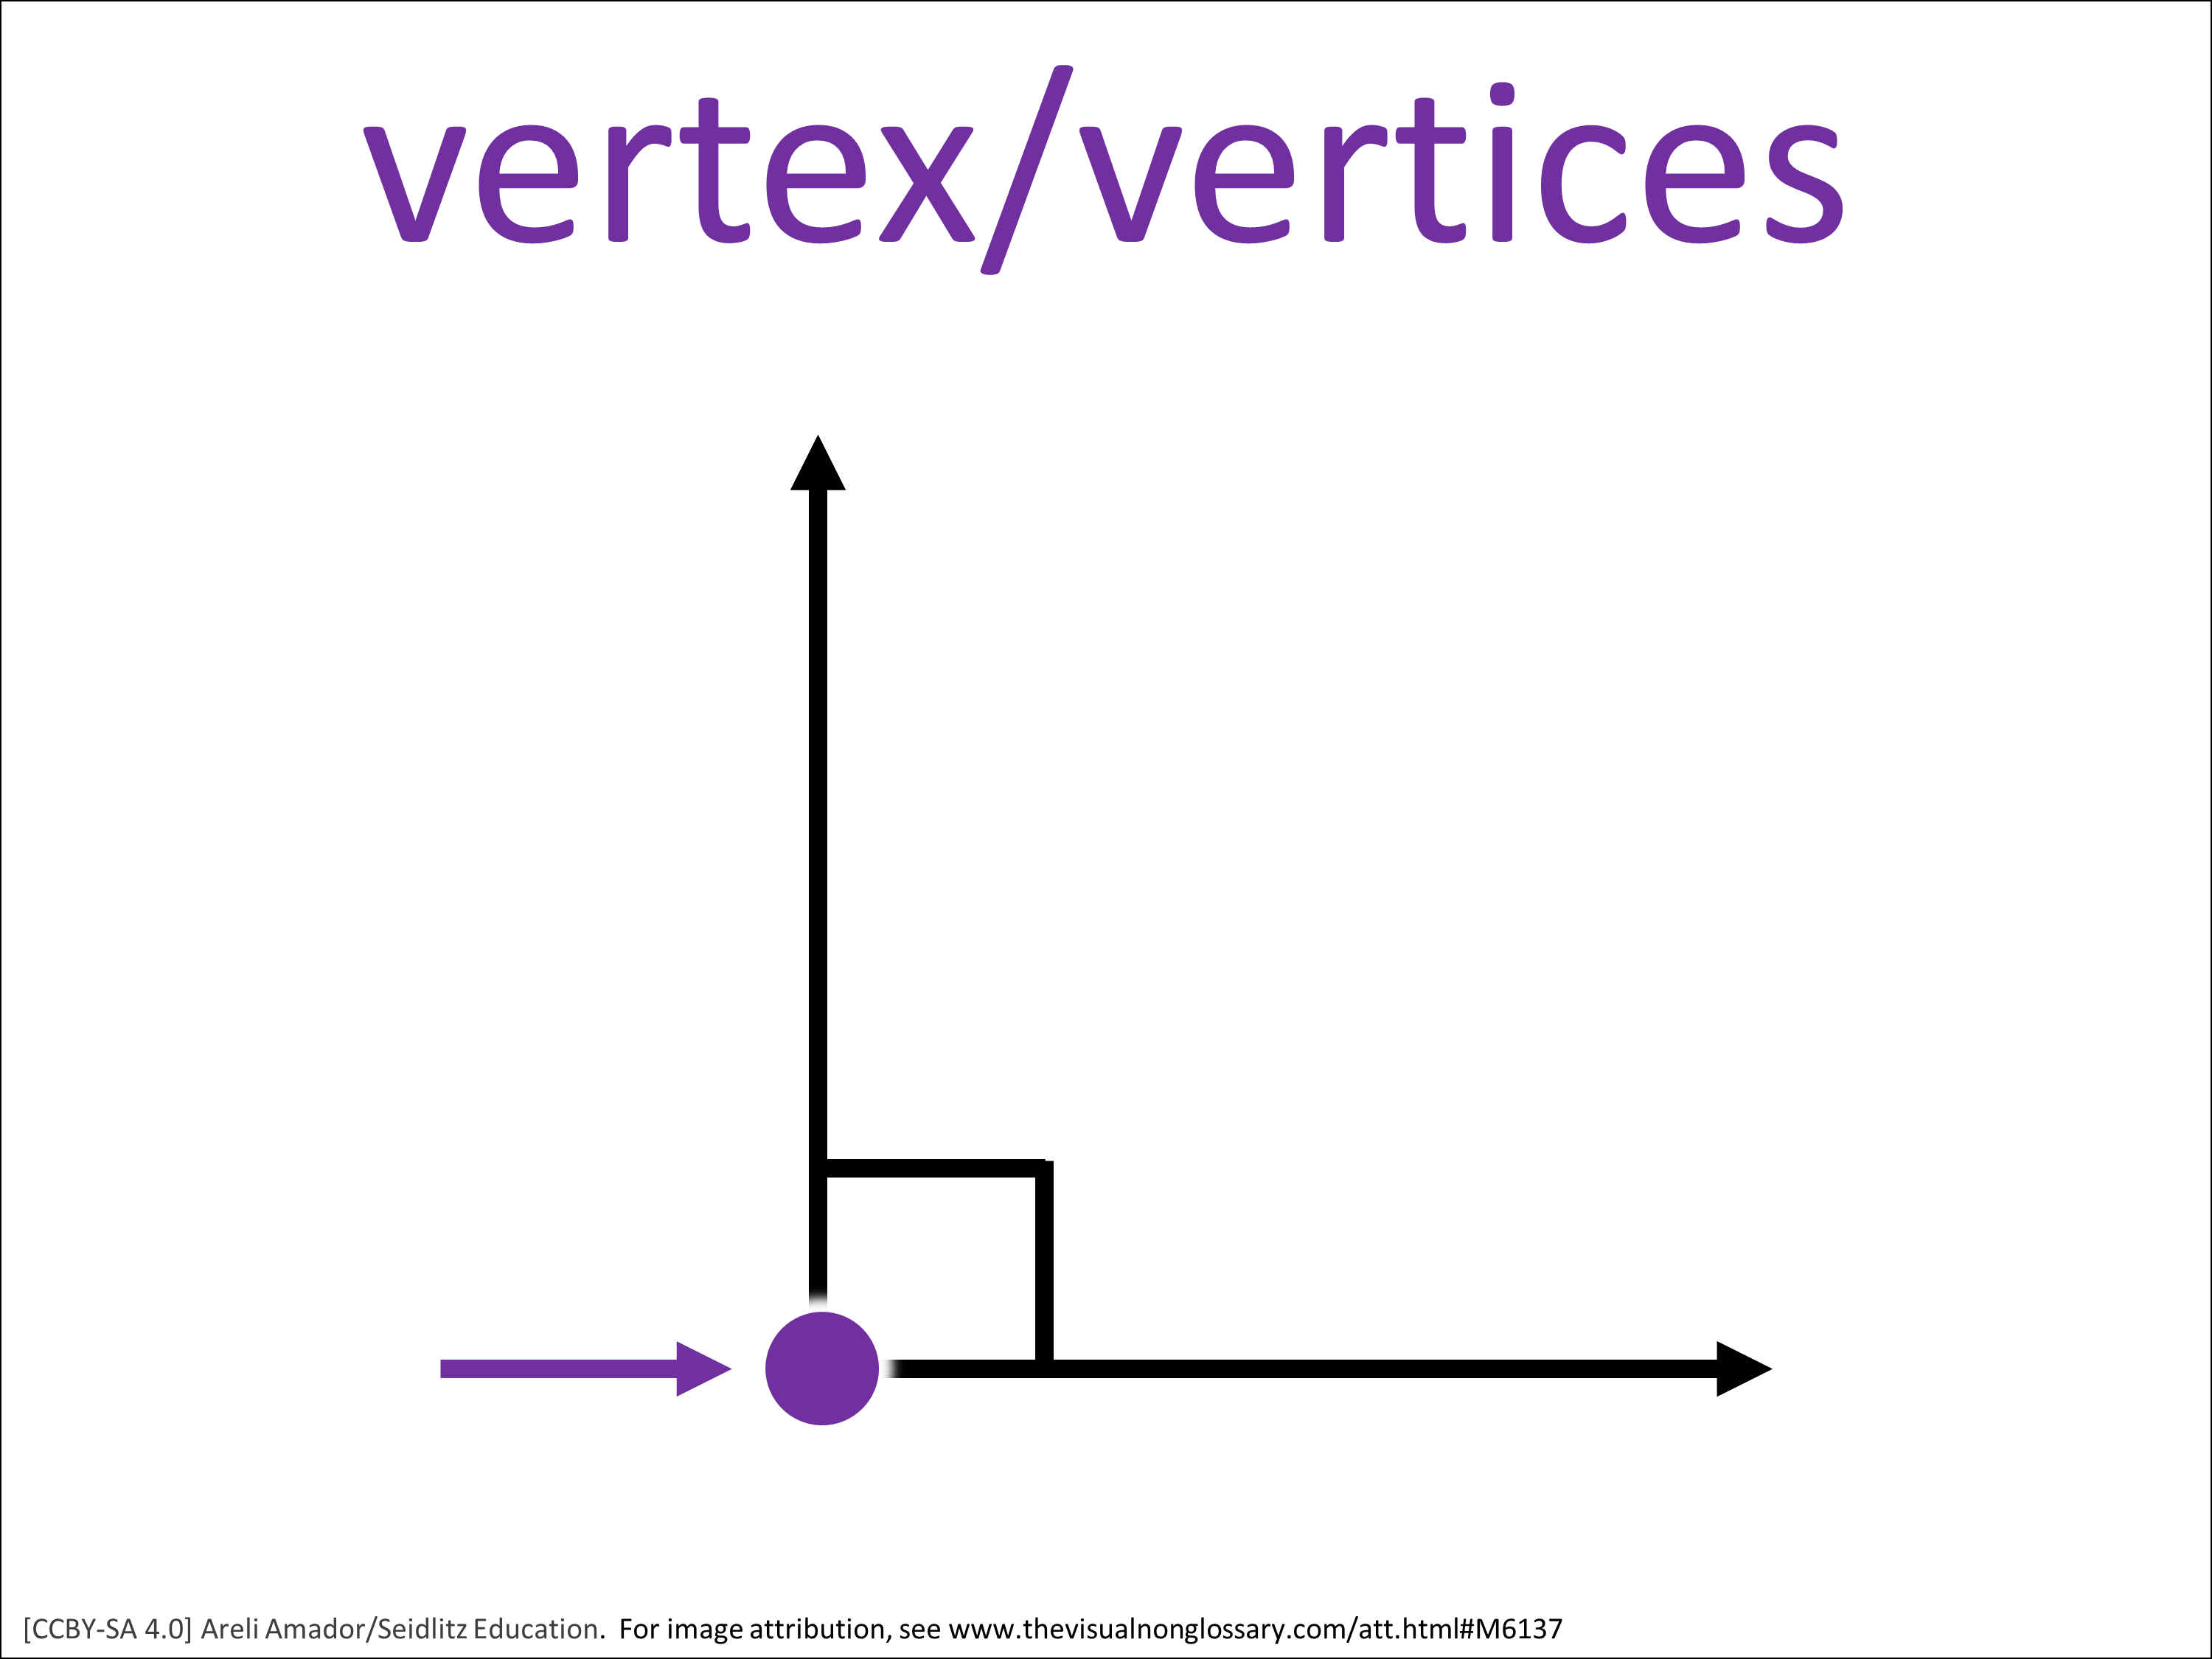 vertex/vertices
[CCBY-SA 4.0] Areli Amador/Seidlitz Education.  For image attribution, see www.thevisualnonglossary.com/att.html#M6137